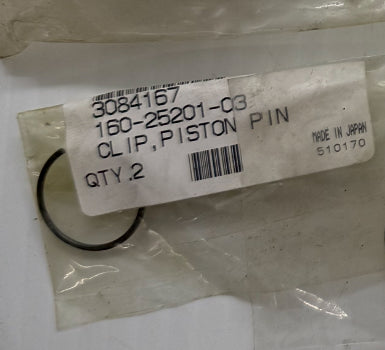 3084167
160-25201-03
CLIP, PISTON PIN
QTY.2
MADE IN JAPAN
510170